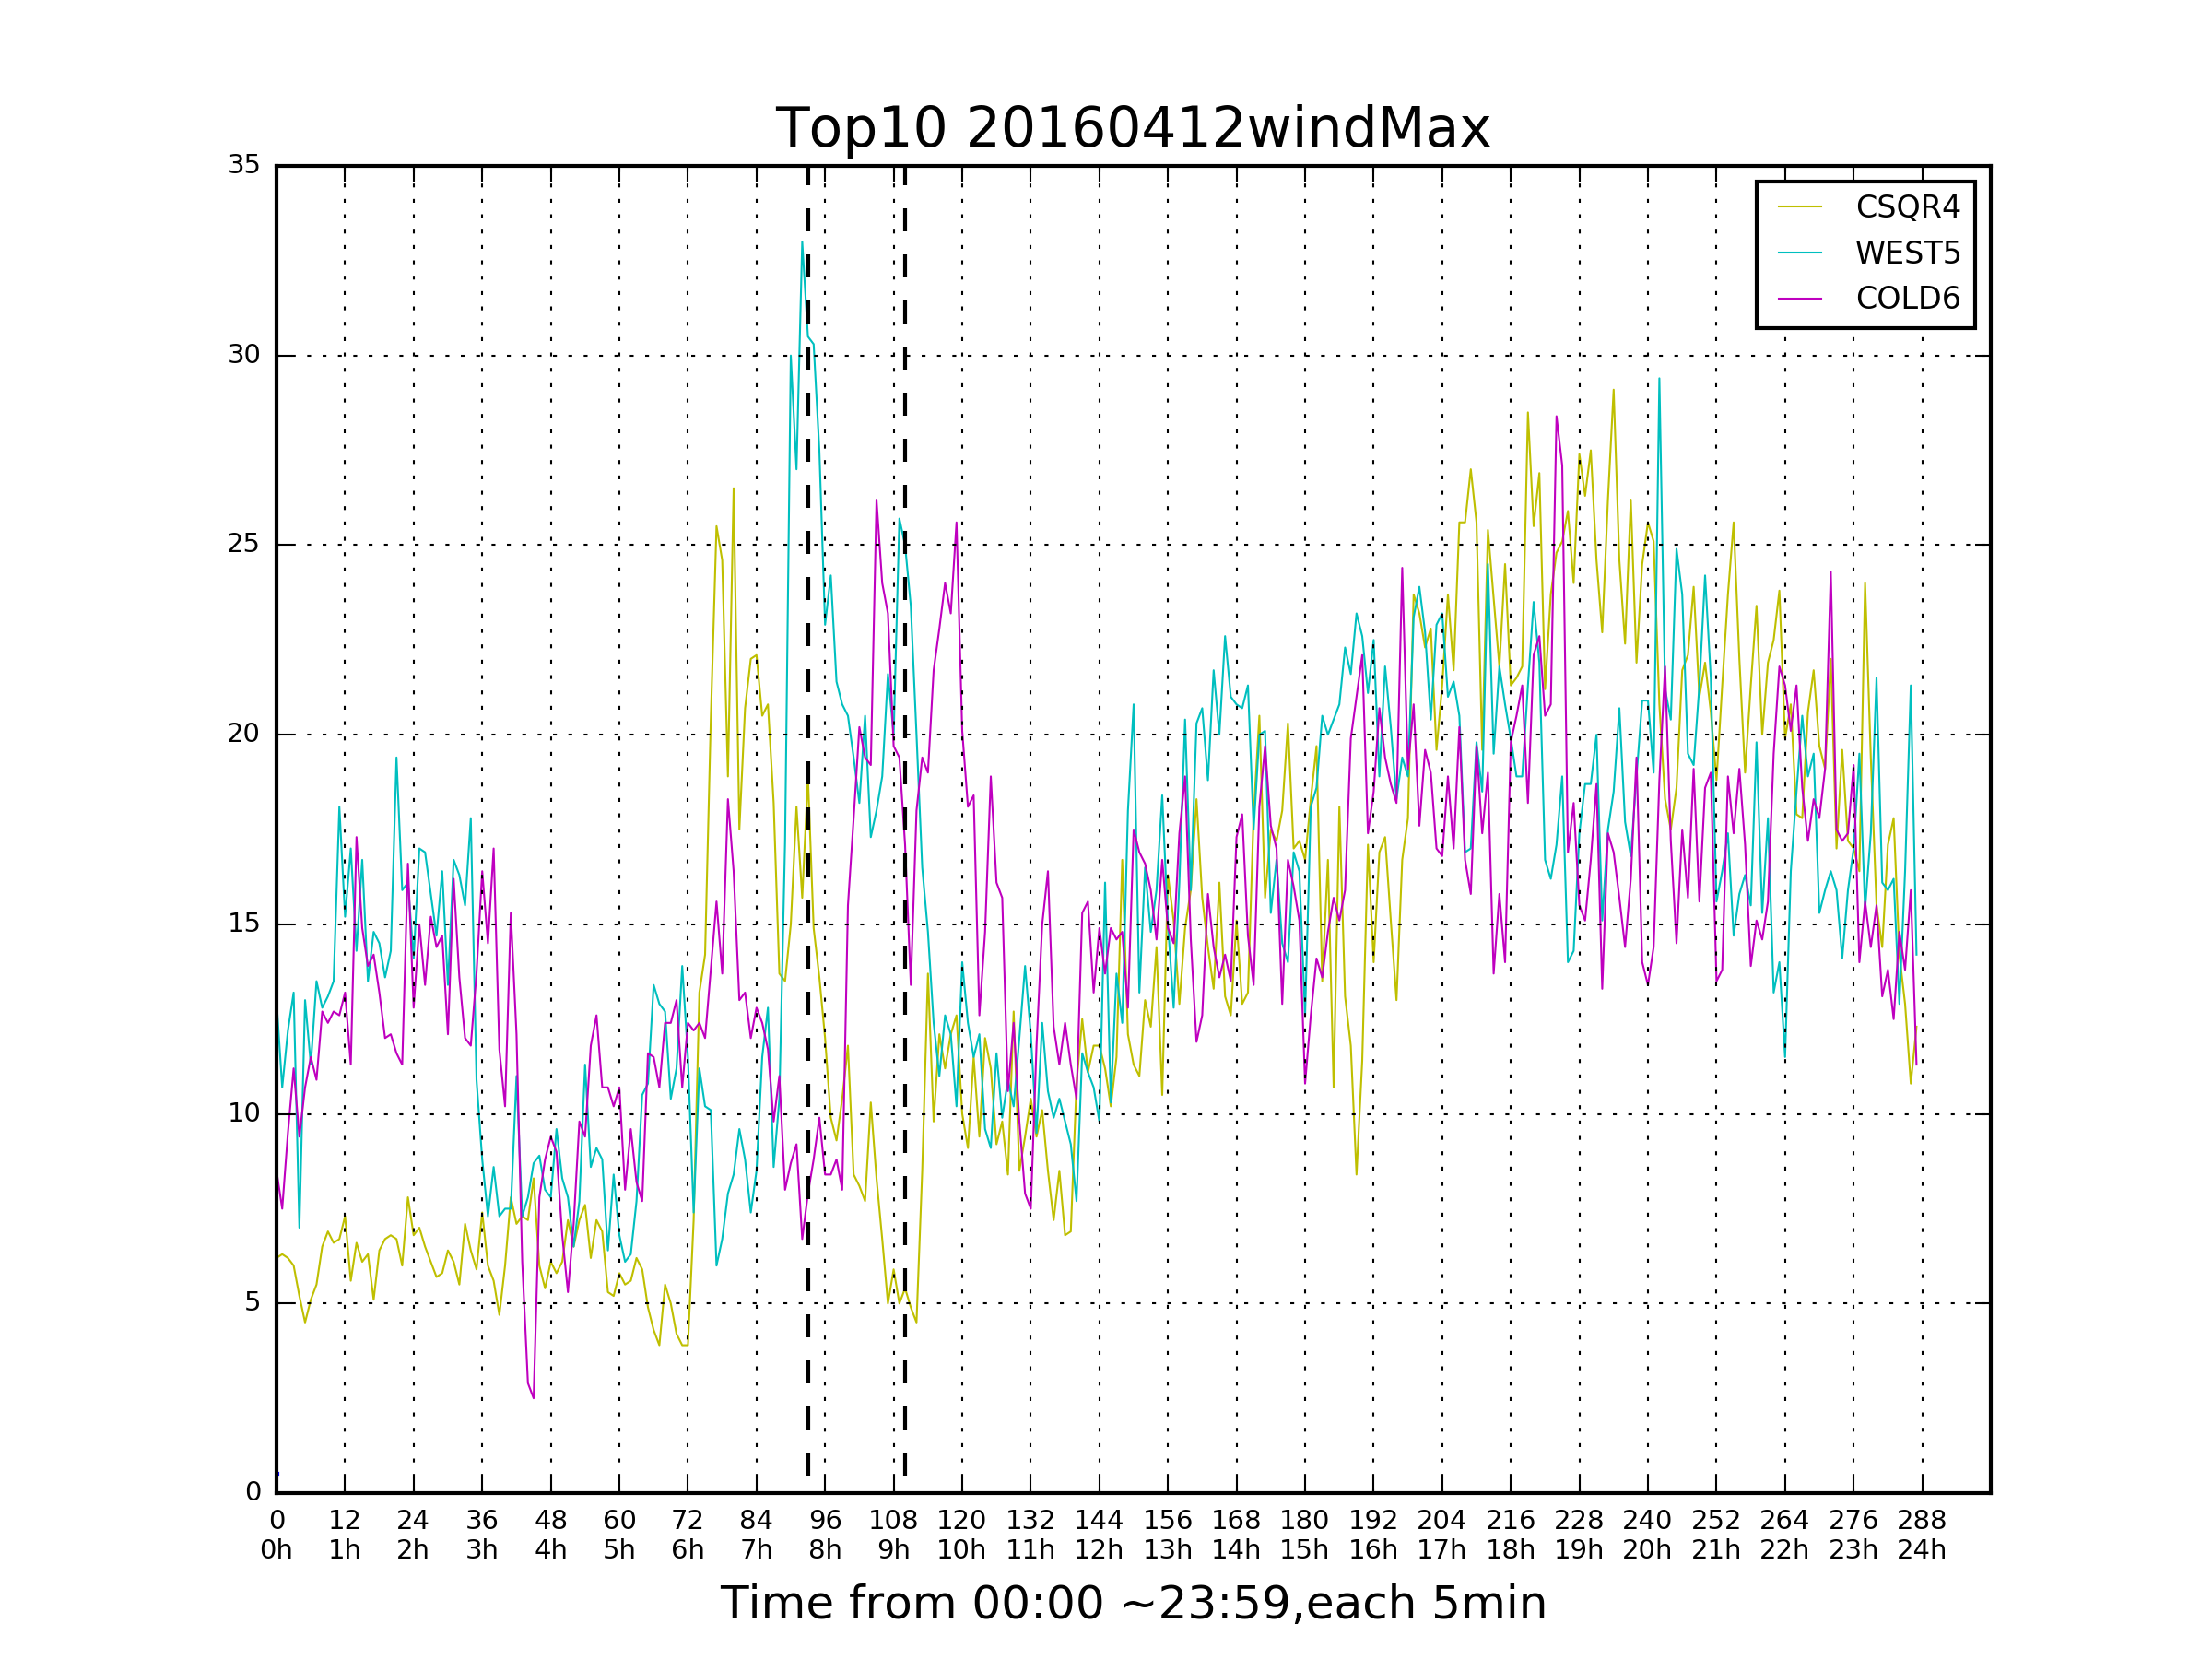 Top10 20160412windMax
35
30
25
20
15
10
5
0
CSQR4
WEST5
COLD6
0 12 24 36 48 60 72 84 96 108 120 132 144 156 168 180 192 204 216 228 240 252 264 276 288
0h 1h 2h 3h 4h 5h 6h 7h 8h 9h 10h 11h 12h 13h 14h 15h 16h 17h 18h 19h 20h 21h 22h 23h 24h
Time from 00:00 ~23:59,each 5min